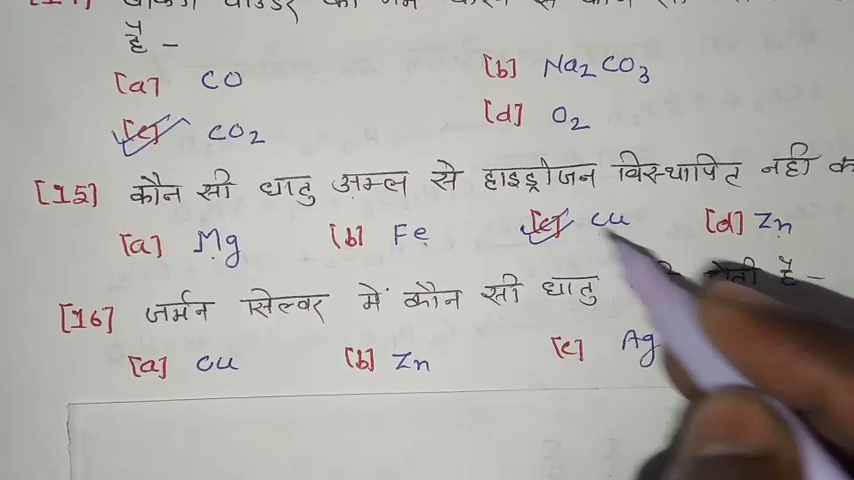 [a] CO [b] Na2CO3
[c] CO2 [d] O2
[15] कौन सी धातु अम्ल से हाइड्रोजन विस्थापित नही
[a] Mg [b] Fe [c] Cu [d] Zn
[16] जर्मन सिल्वर में कौन सी धातु होती है -
[a] Cu [b] Zn [c] Ag